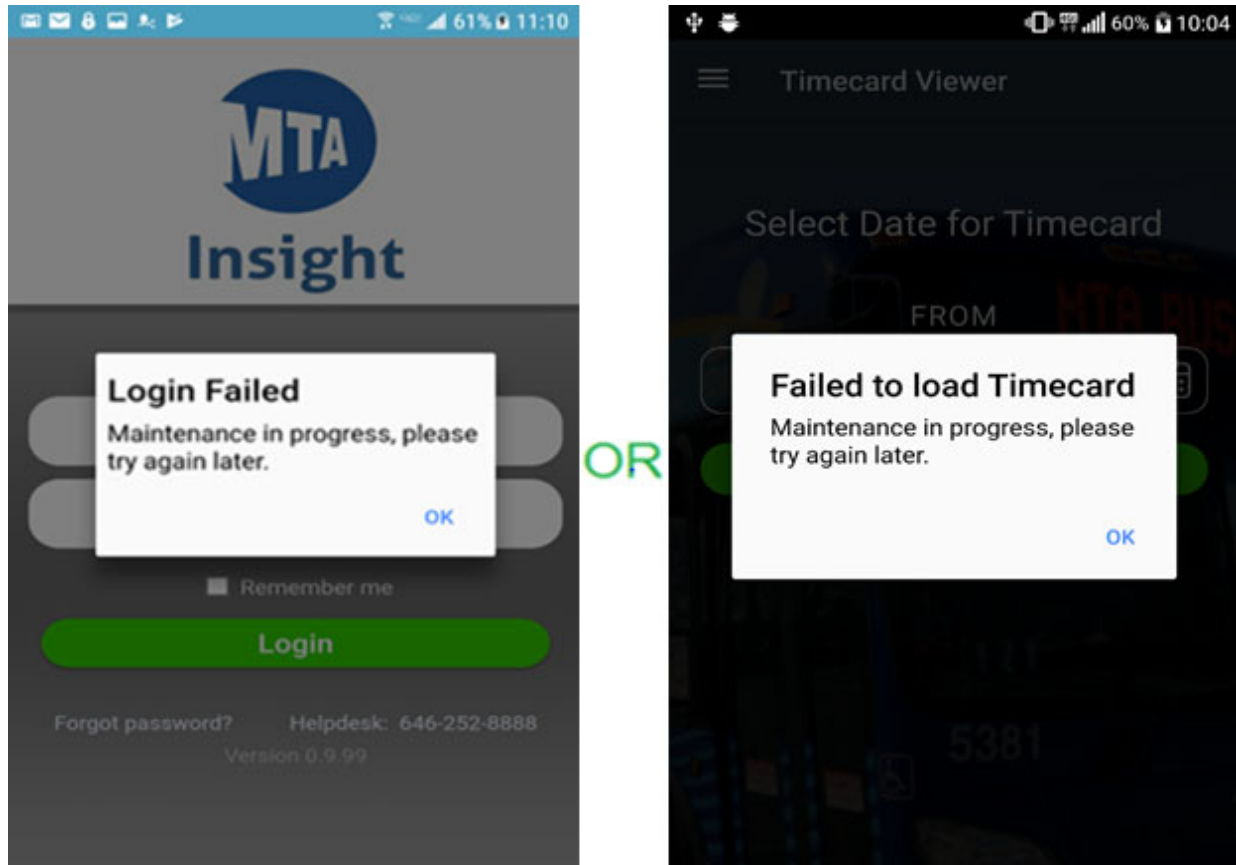 61% 11:10
MTA
Insight
Login Failed
Maintenance in progress, please
try again later.
OK
Remember me
Login
Forgot password? Helpdesk: 646-252-8888
Version 0.9.99
OR
60% 10:04
Timecard Viewer
Select Date for Timecard
FROM
MTA BUS
Failed to load Timecard
Maintenance in progress, please
try again later.
OK
5381